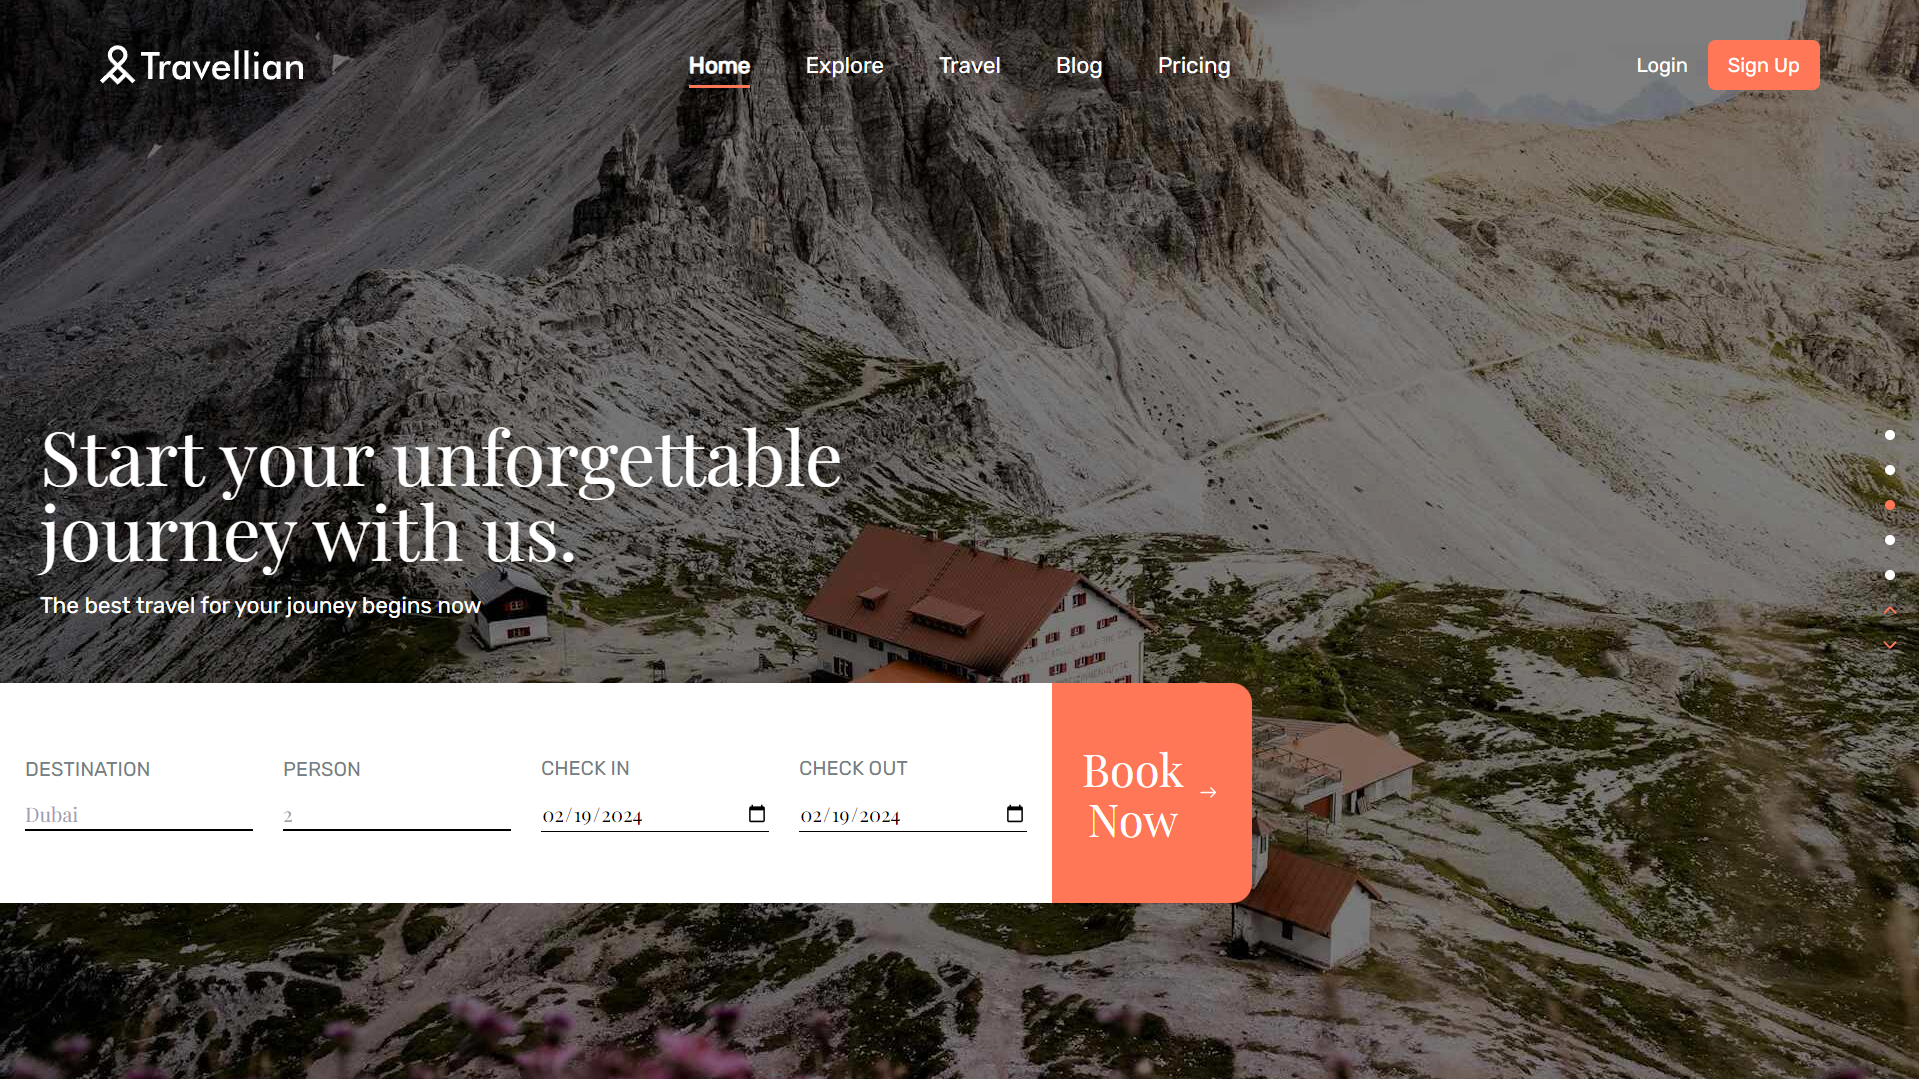 Travellian
Home Explore Travel Blog Pricing
Login Sign Up
Start your unforgettable
journey with us.
The best travel for your jouney begins now
DESTINATION PERSON CHECK IN CHECK OUT
Dubai 2 02/19/2024 02/19/2024
Book
Now